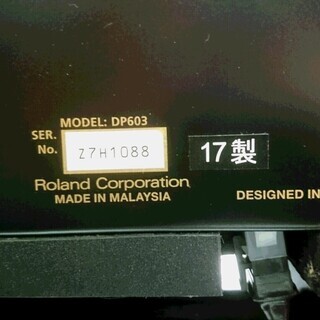 MODEL: DP603
SER.
No. Z7H1088
17製
Roland Corporation
MADE IN MALAYSIA
DESIGNED IN